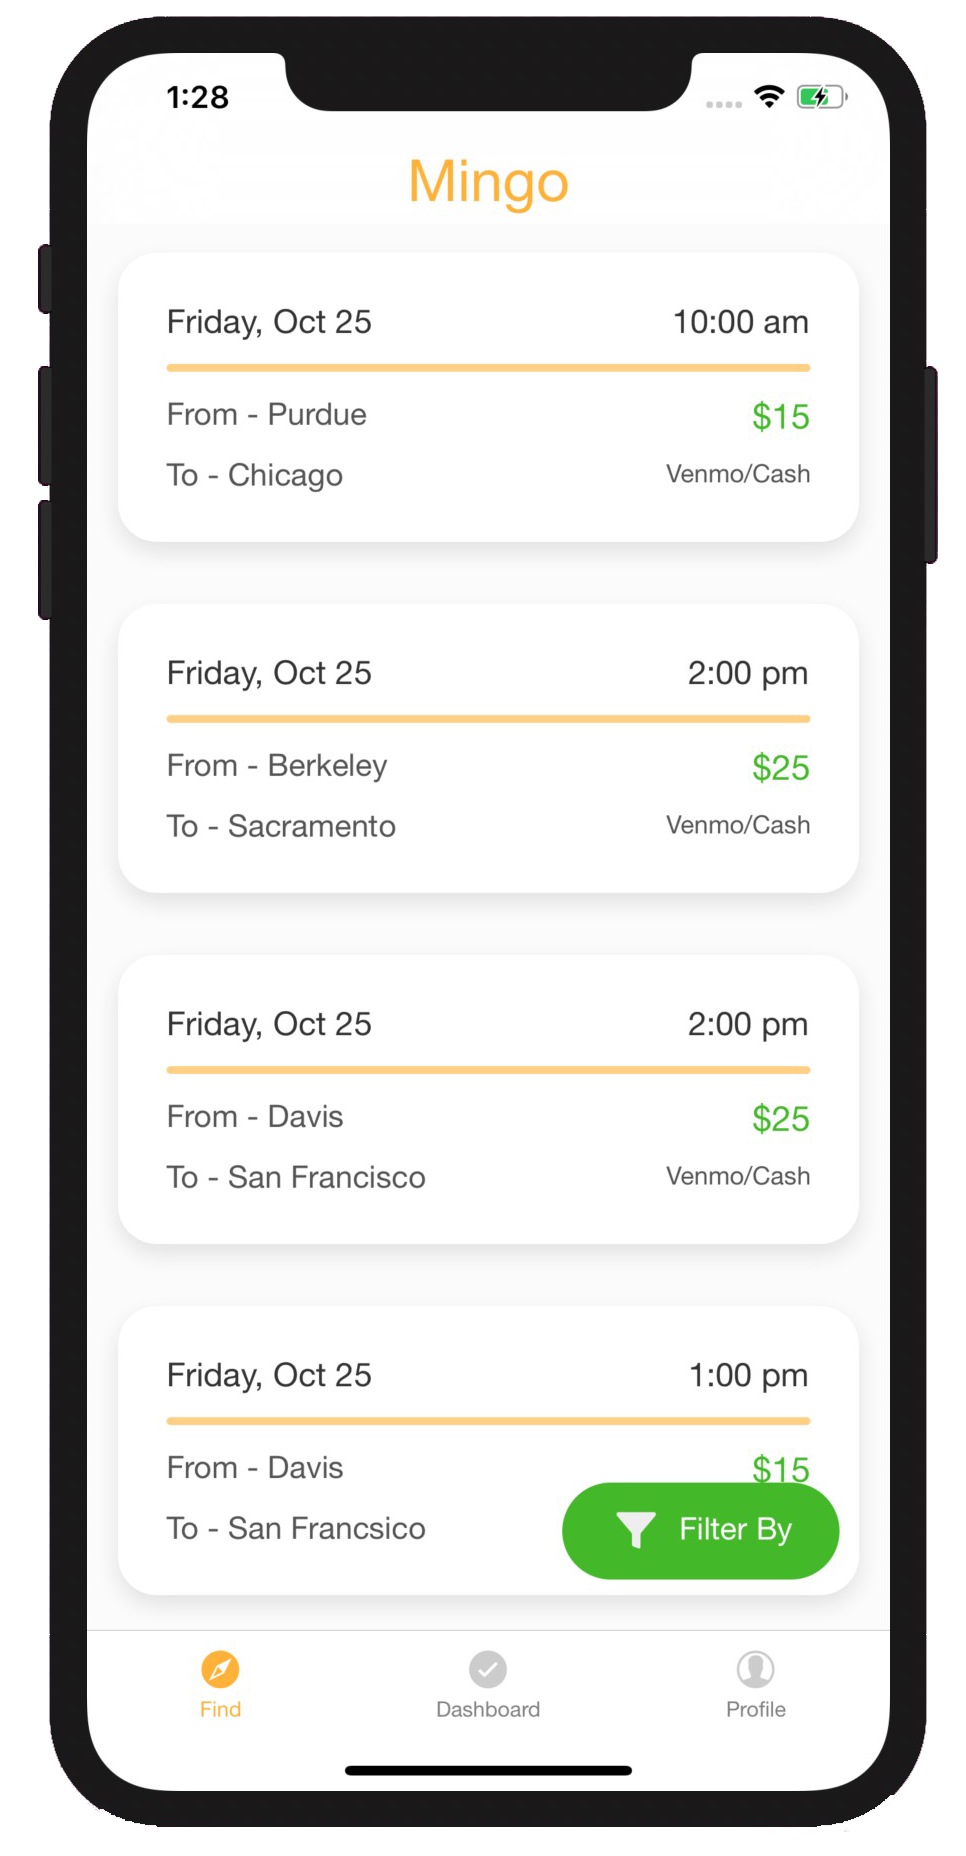 1:28
Mingo
Friday, Oct 25 10:00 am
From - Purdue $15
To - Chicago Venmo/Cash
Friday, Oct 25 2:00 pm
From - Berkeley $25
To - Sacramento Venmo/Cash
Friday, Oct 25 2:00 pm
From - Davis $25
To - San Francisco Venmo/Cash
Friday, Oct 25 1:00 pm
From - Davis $15
To - San Francsico Filter By
Find Dashboard Profile